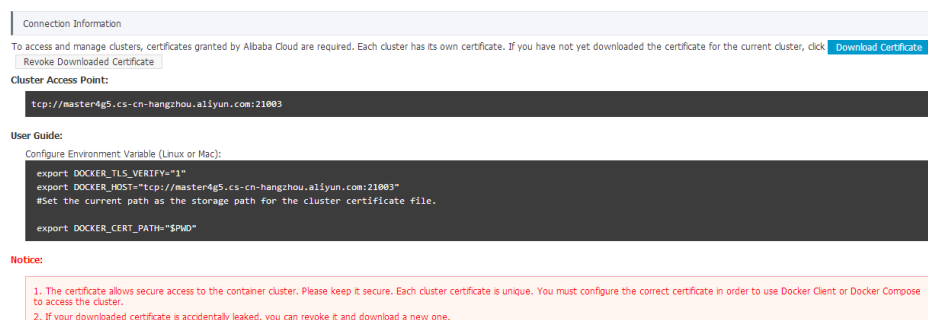 Connection Information
To access and manage clusters, certificates granted by Alibaba Cloud are required. Each cluster has its own certificate. If you have not yet downloaded the certificate for the current cluster, click Download Certificate
Revoke Downloaded Certificate
Cluster Access Point:
tcp://master4g5.cs-cn-hangzhou.aliyun.com:21003
User Guide:
Configure Environment Variable (Linux or Mac):
export DOCKER_TLS_VERIFY="1"
export DOCKER_HOST="tcp://master4g5.cs-cn-hangzhou.aliyun.com:21003"
#Set the current path as the storage path for the cluster certificate file.
export DOCKER_CERT_PATH="$PWD"
Notice:
1. The certificate allows secure access to the container cluster. Please keep it secure. Each cluster certificate is unique. You must configure the correct certificate in order to use Docker Client or Docker Compose
to access the cluster.
2. If your downloaded certificate is accidentally leaked, you can revoke it and download a new one.